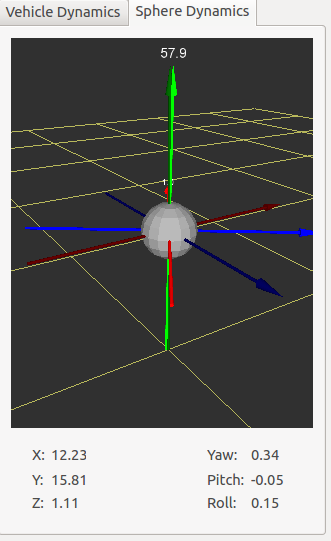 Vehicle Dynamics Sphere Dynamics
57.9
X: 12.23 Yaw: 0.34
Y: 15.81 Pitch: -0.05
Z: 1.11 Roll: 0.15